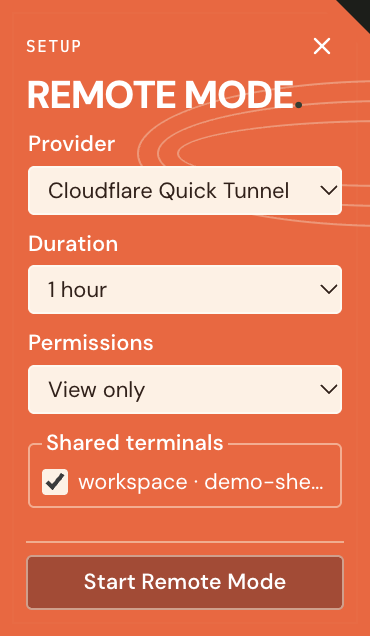 SETUP
REMOTE MODE.
Provider
Cloudflare Quick Tunnel
Duration
1 hour
Permissions
View only
Shared terminals
workspace · demo-she...
Start Remote Mode